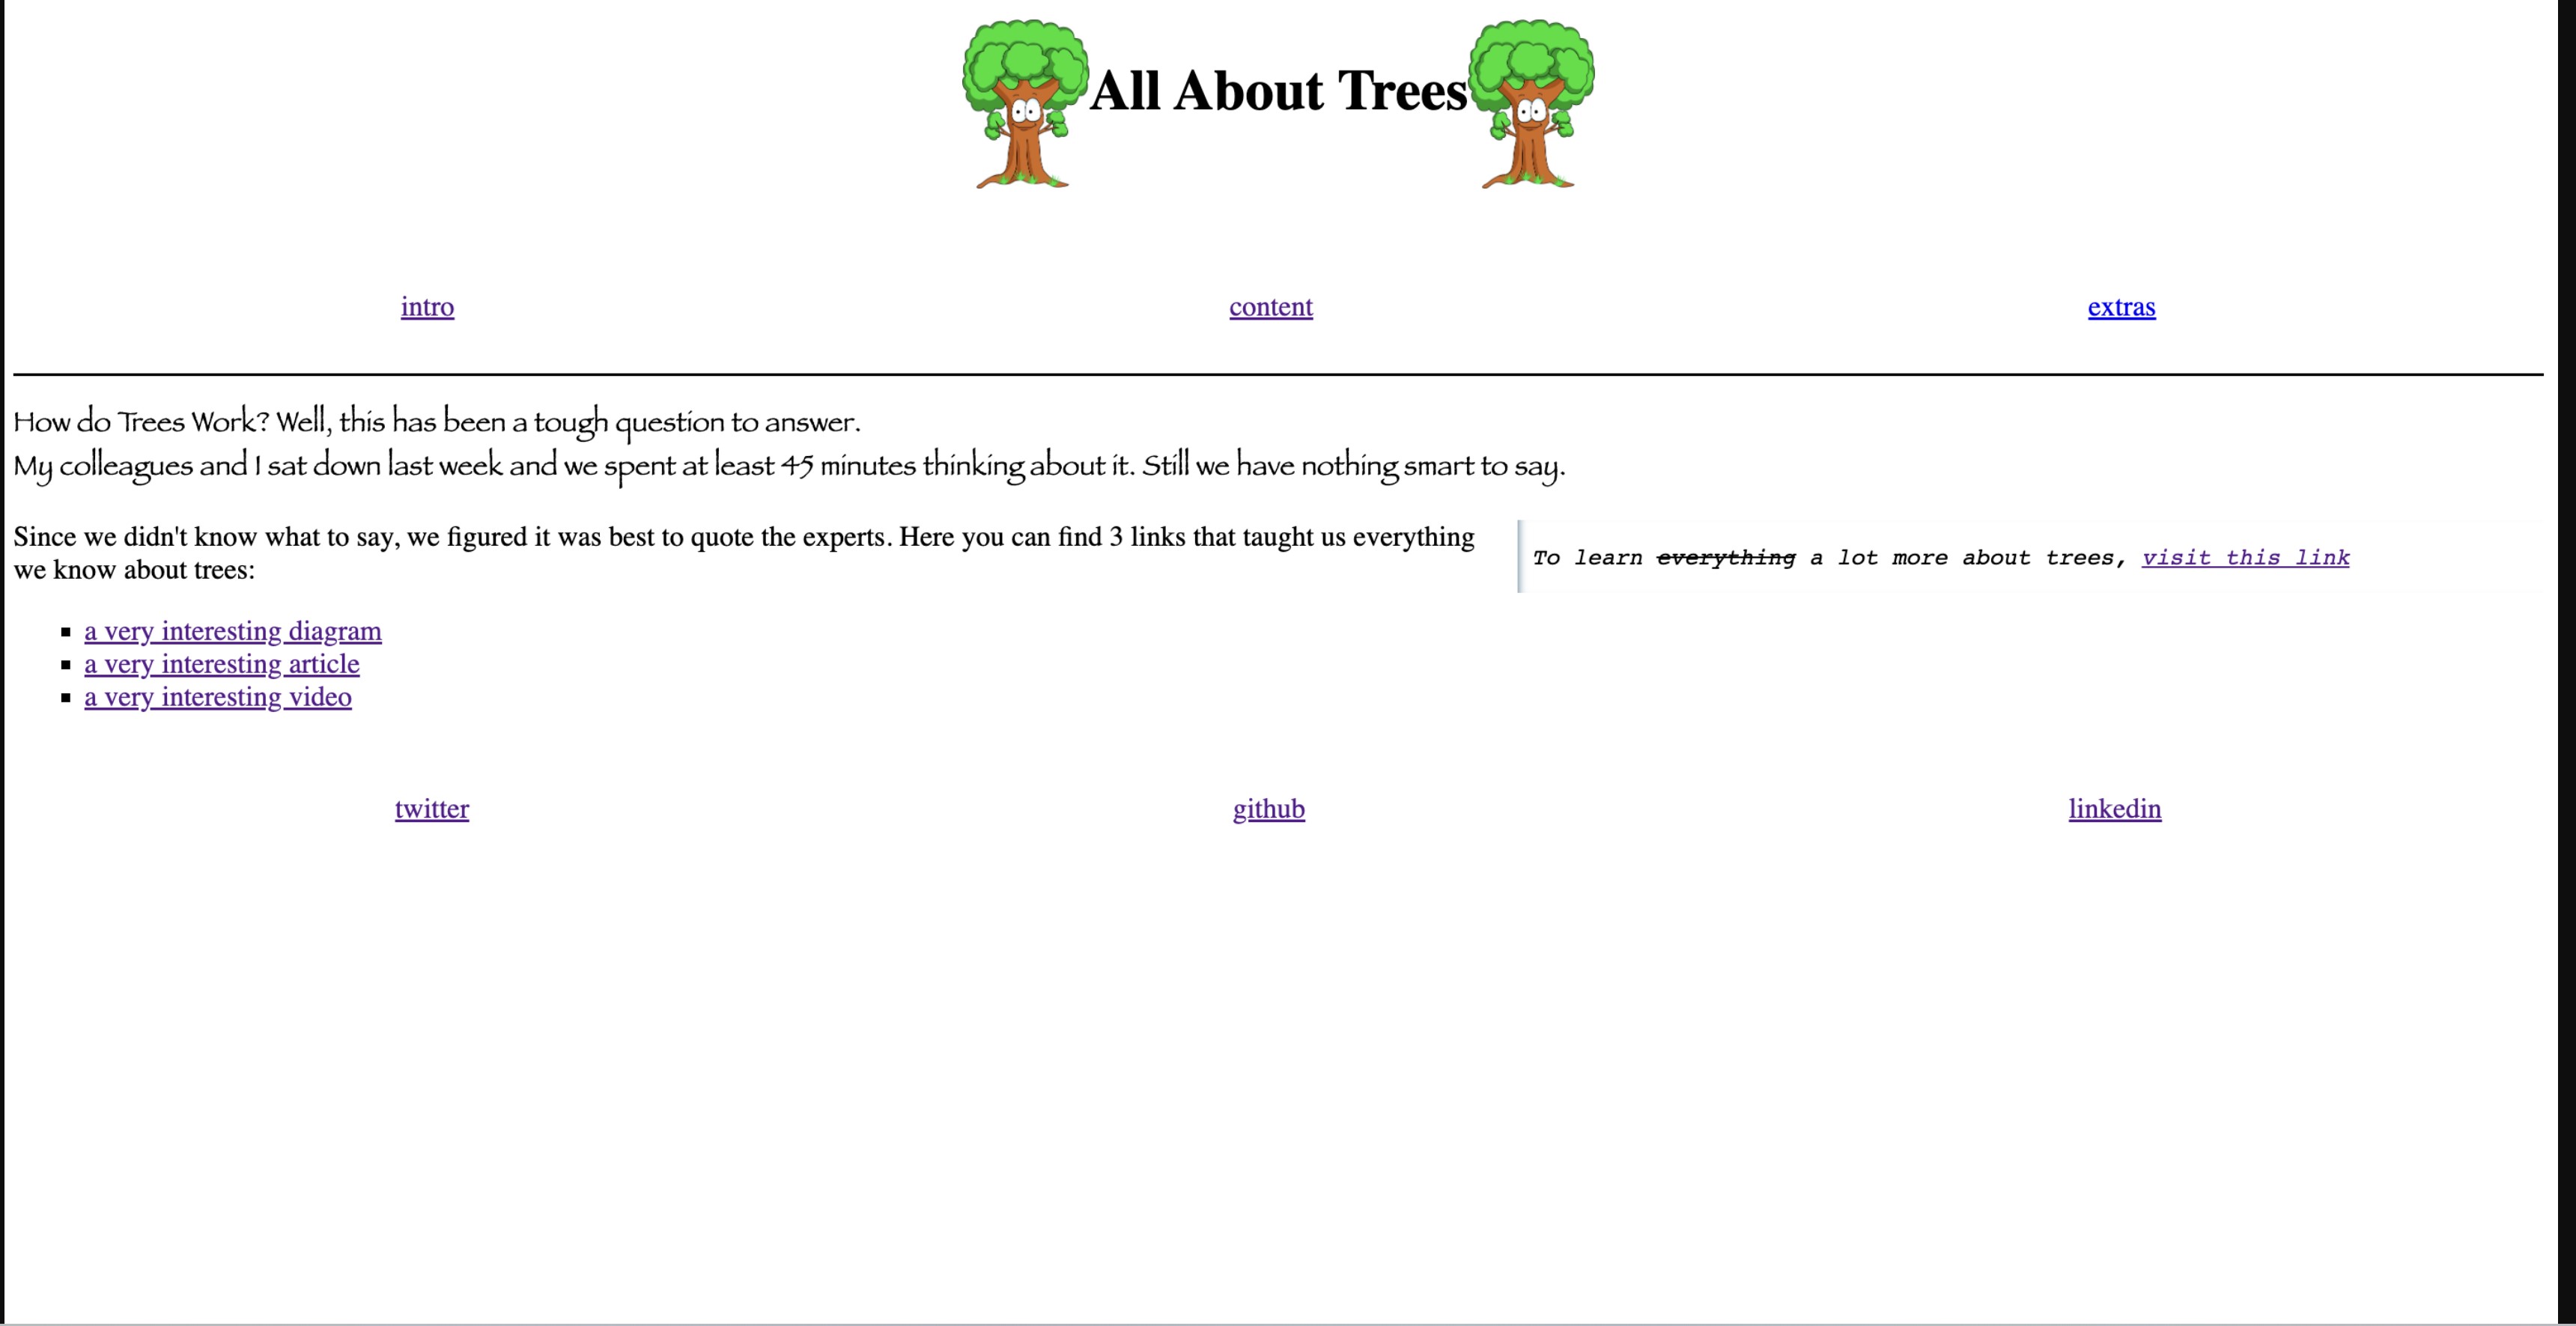 All About Trees
intro
content
extras
How do Trees Work? Well, this has been a tough question to answer.
My colleagues and I sat down last week and we spent at least 45 minutes thinking about it. Still we have nothing smart to say.
Since we didn't know what to say, we figured it was best to quote the experts. Here you can find 3 links that taught us everything
we know about trees:
a very interesting diagram
a very interesting article
a very interesting video
To learn everything a lot more about trees, visit this link
twitter
github
linkedin